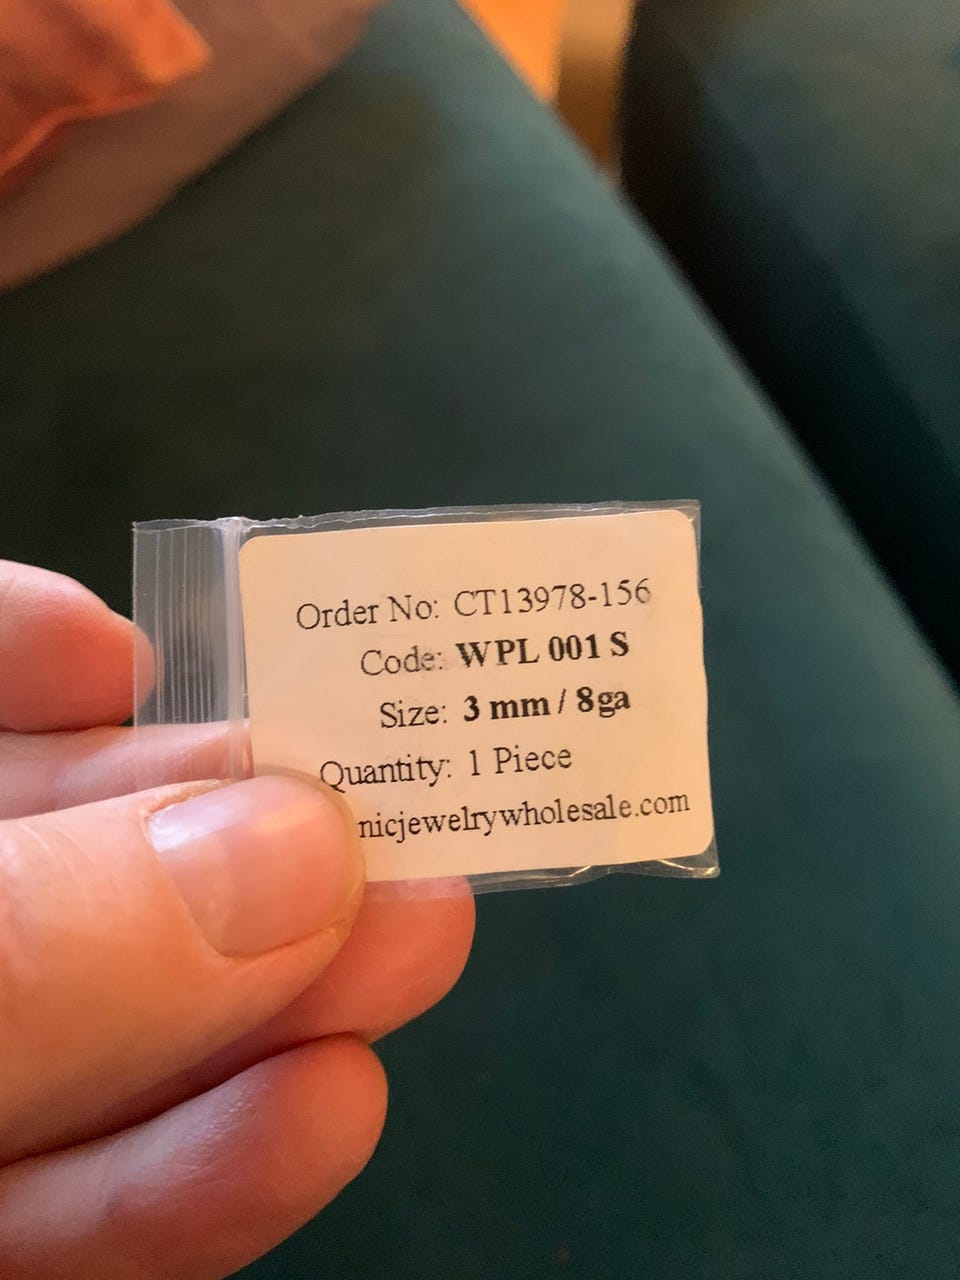 Order No: CT13978-156
Code: WPL 001 S
Size: 3 mm / 8ga
Quantity: 1 Piece
nicjewelrywholesale.com